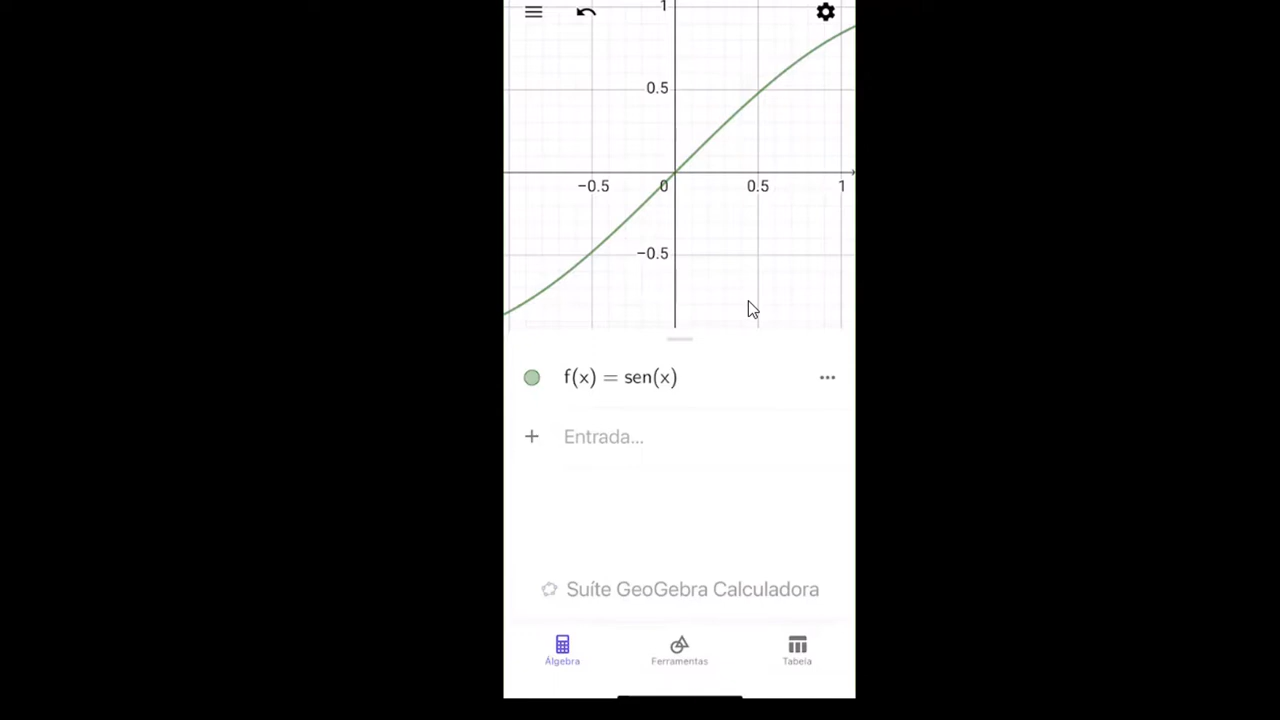 1
0.5
−0.5
0
0.5
1
−0.5
f(x) = sen(x)
Entrada...
Suíte GeoGebra Calculadora
Álgebra
Ferramentas
Tabela